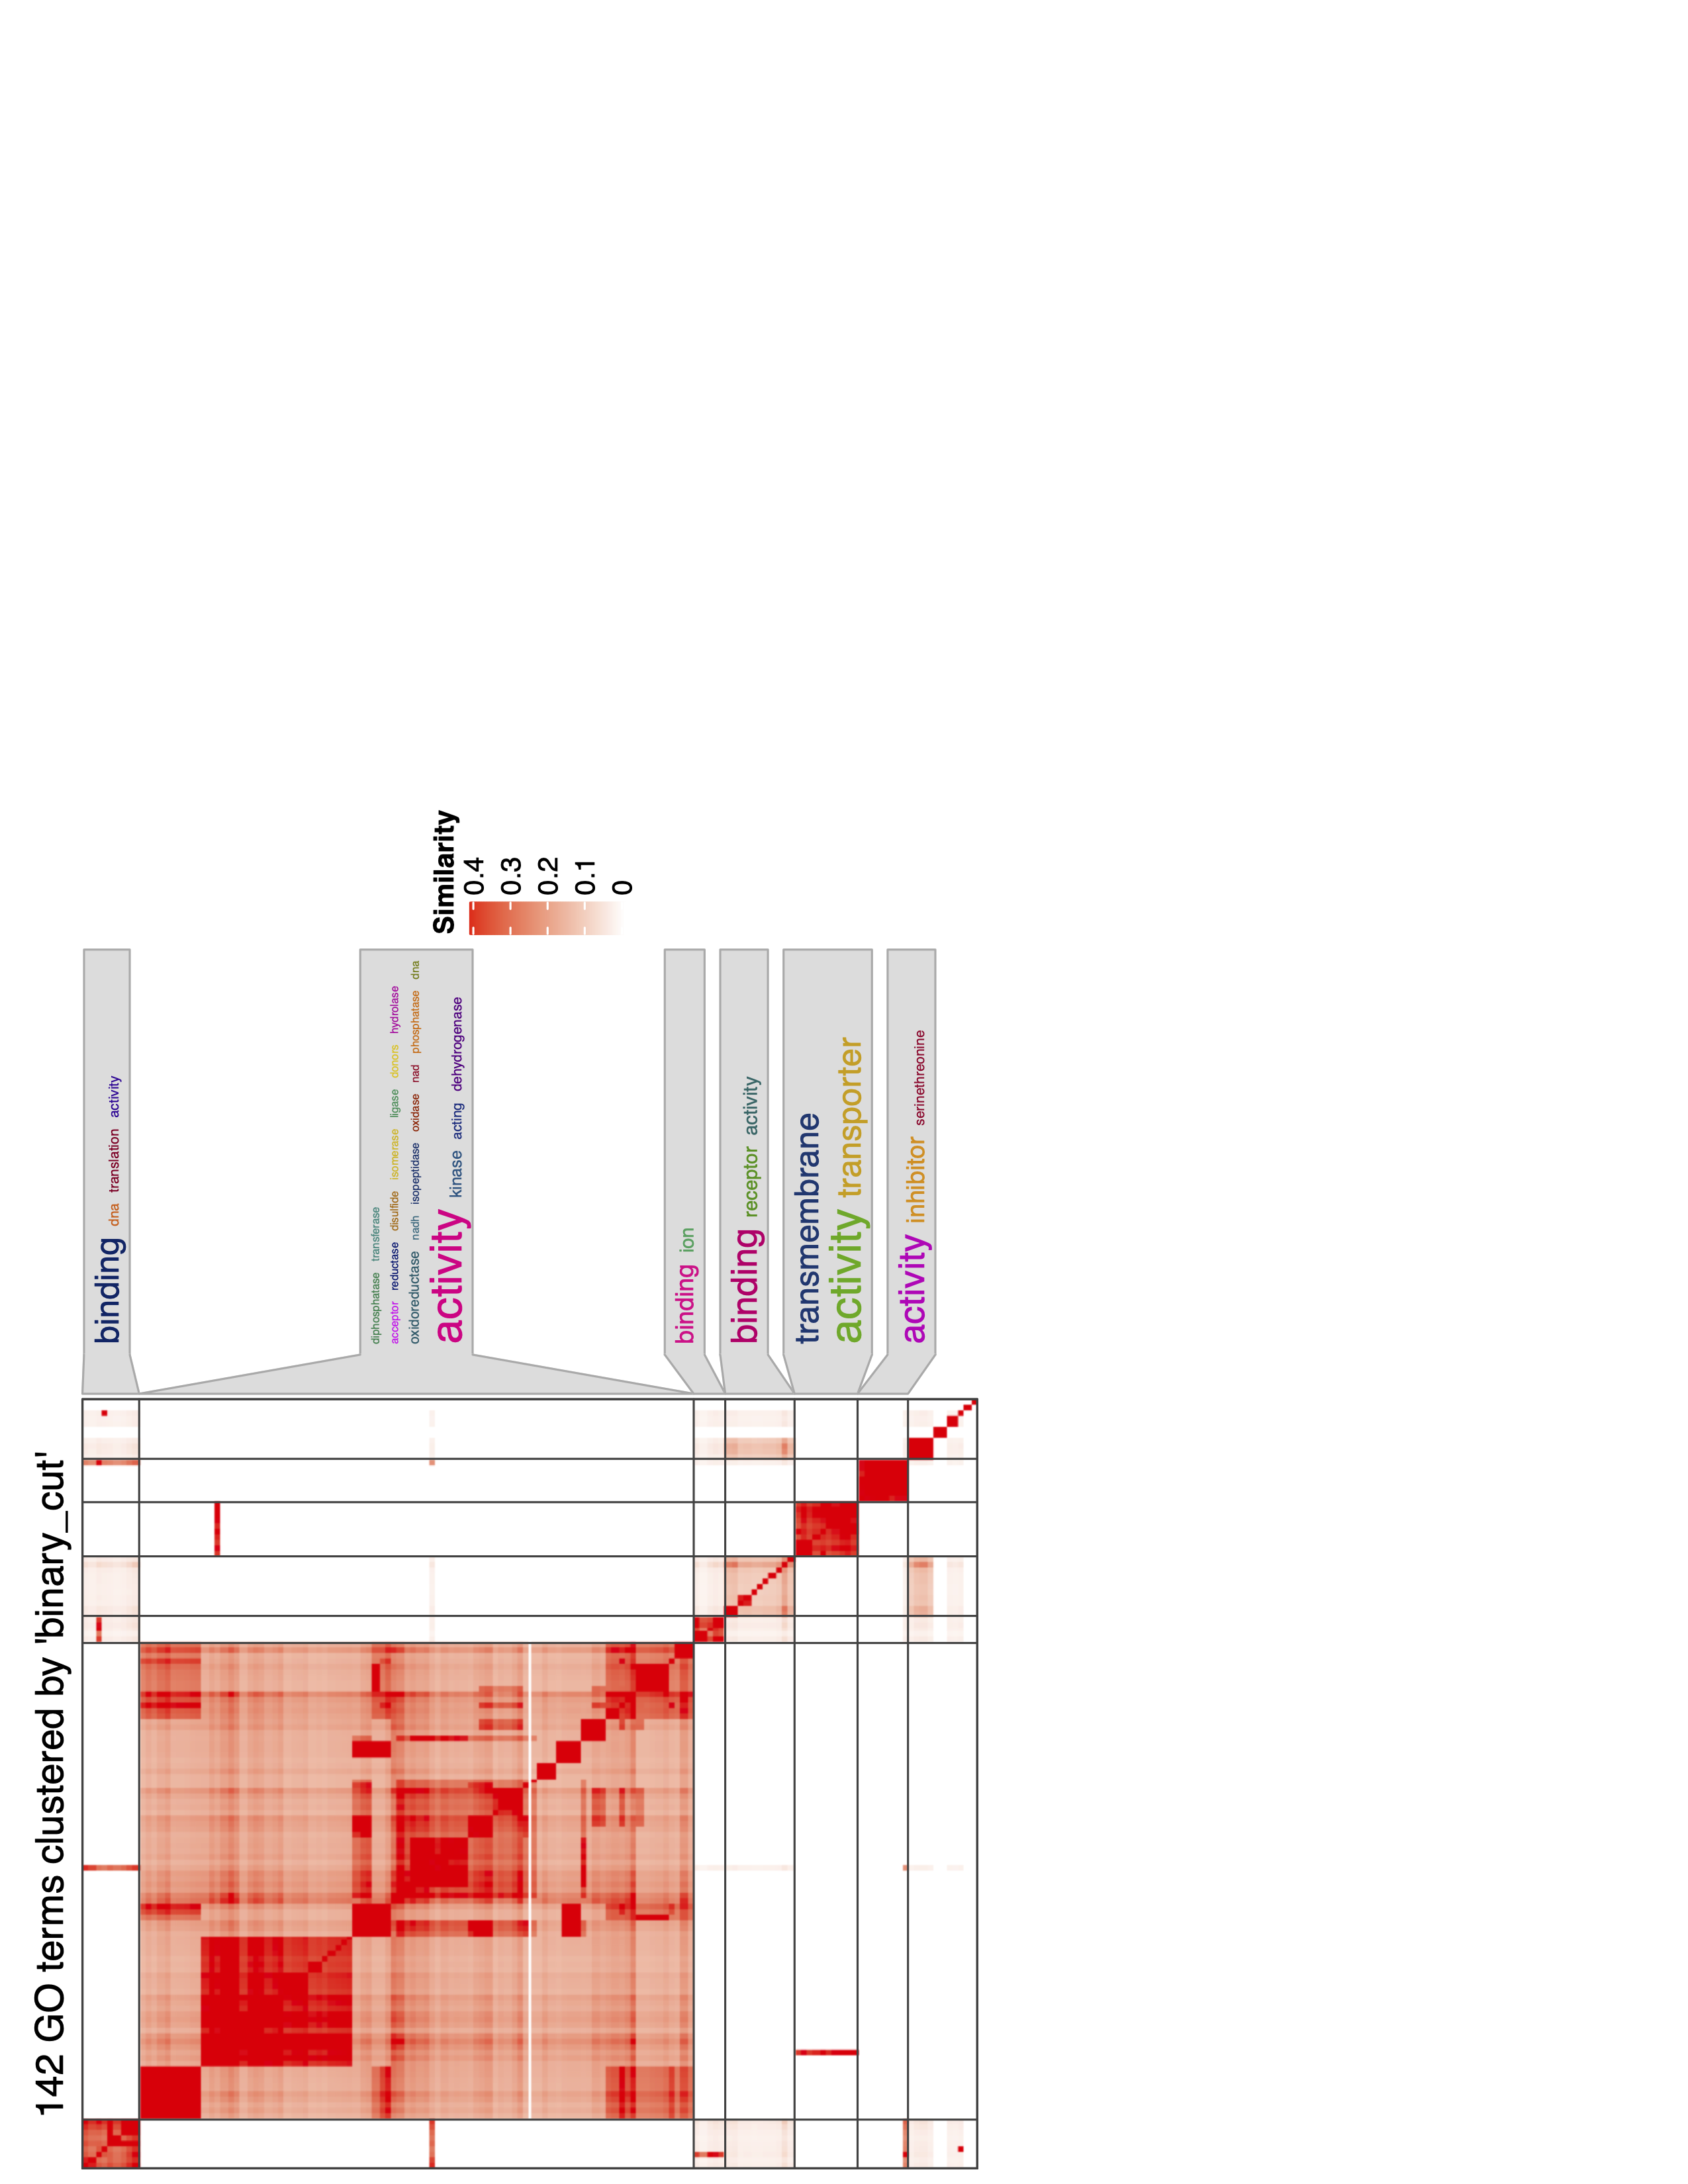 142 GO terms clustered by 'binary_cut'
binding dna translation activity
diphosphatase transferase
acceptor reductase disulfide isomerase ligase donors hydrolase
oxidoreductase nadh isopeptidase oxidase nad phosphatase dna
activity kinase acting dehydrogenase
binding ion
binding receptor activity
transmembrane
activity transporter
activity inhibitor serinethreonine
Similarity
0.4
0.3
0.2
0.1
0